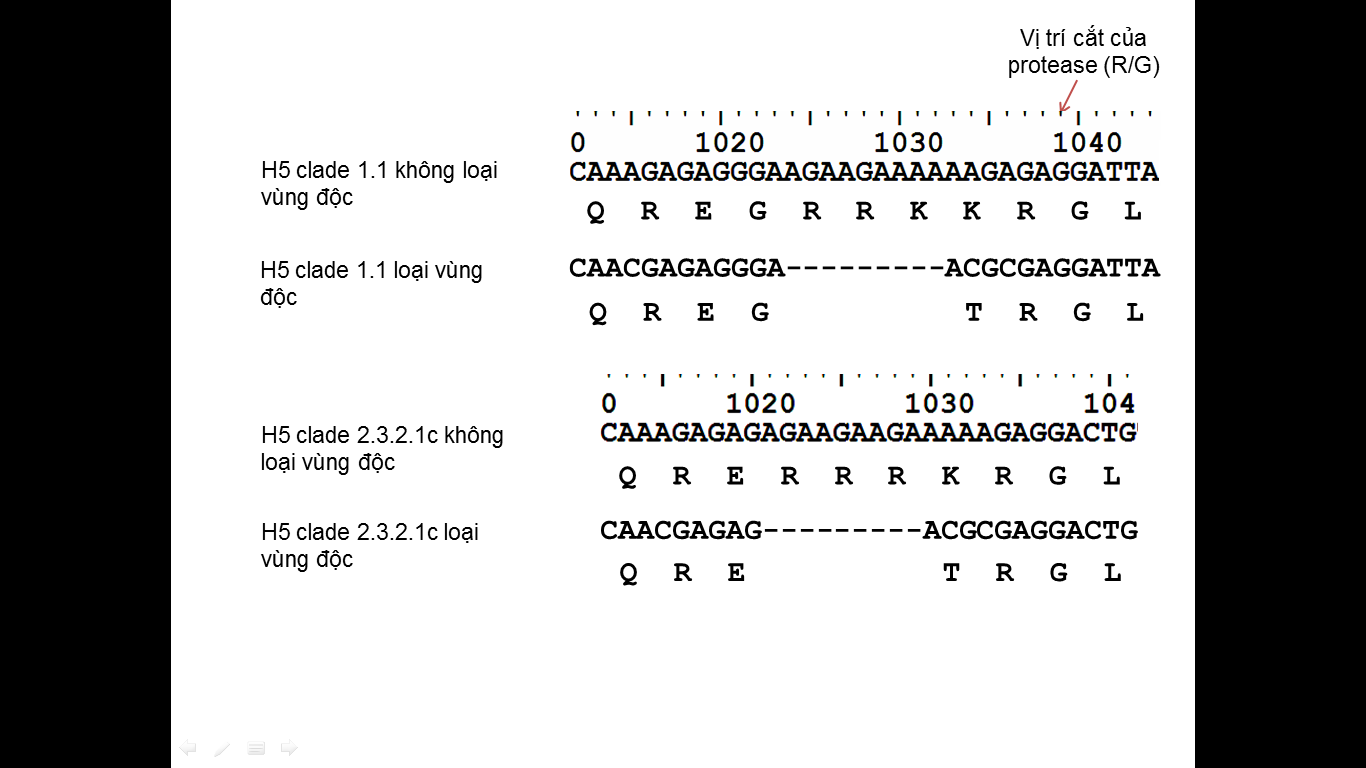 Vị trí cắt của
protease (R/G)
0 1020 1030 1040
H5 clade 1.1 không loại
vùng độc
CAAAGAGAGGGAAGAAGAAAAAAGAGAGGATTA
Q R E G R R K K R G L
H5 clade 1.1 loại vùng
độc
CAACGAGAGGGA---------ACGCGAGGATTA
Q R E G T R G L
0 1020 1030 104
H5 clade 2.3.2.1c không
loại vùng độc
CAAAGAGAGAGAAGAAGAAAAAGAGGACTG
Q R E R R R K R G L
H5 clade 2.3.2.1c loại
vùng độc
CAACGAGAG---------ACGCGAGGACTG
Q R E T R G L